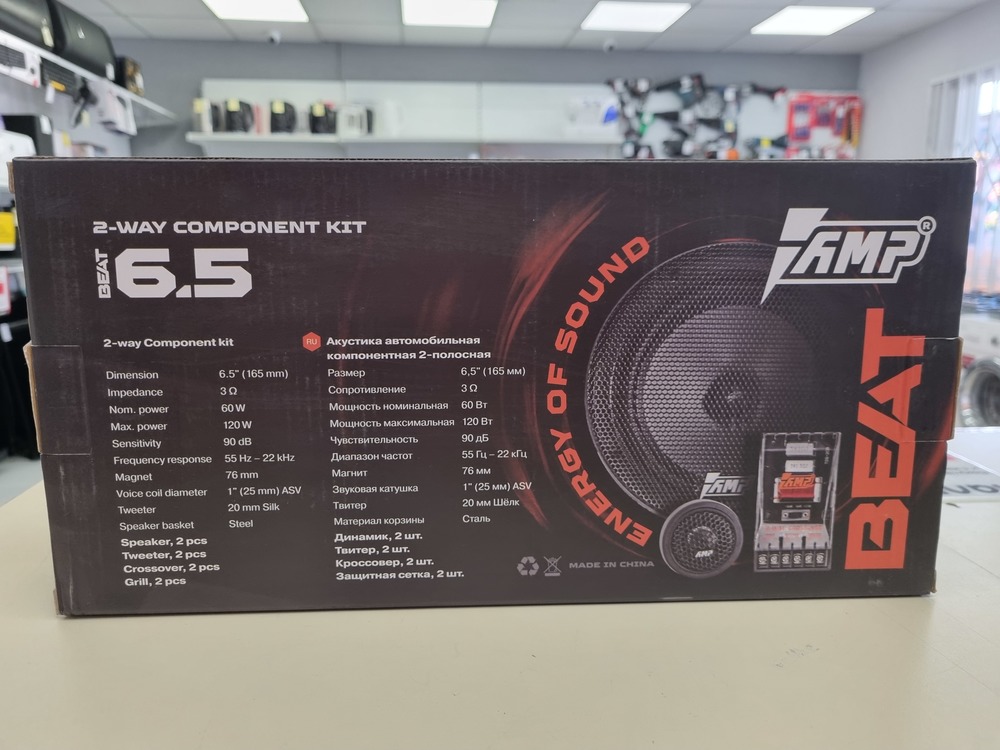 2-WAY COMPONENT KIT
BEAT 6.5
2-way Component kit
Dimension 6.5" (165 mm)
Impedance 3 Ω
Nom. power 60 W
Max. power 120 W
Sensitivity 90 dB
Frequency response 55 Hz – 22 kHz
Magnet 76 mm
Voice coil diameter 1" (25 mm) ASV
Tweeter 20 mm Silk
Speaker basket Steel
Speaker, 2 pcs
Tweeter, 2 pcs
Crossover, 2 pcs
Grill, 2 pcs
RU Акустика автомобильная
компонентная 2-полосная
Размер 6,5" (165 мм)
Сопротивление 3 Ω
Мощность номинальная 60 Вт
Мощность максимальная 120 Вт
Чувствительность 90 дБ
Диапазон частот 55 Гц – 22 кГц
Магнит 76 мм
Звуковая катушка 1" (25 мм) ASV
Твитер 20 мм Шёлк
Материал корзины Сталь
Динамик, 2 шт.
Твитер, 2 шт.
Кроссовер, 2 шт.
Защитная сетка, 2 шт.
ENERGY OF SOUND
MADE IN CHINA
AMP®
BEAT
AMP
AMP
AMP